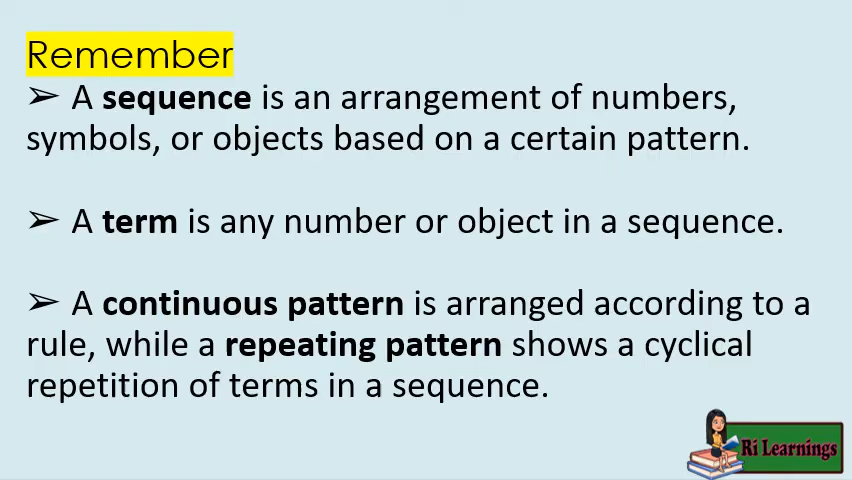 Remember
➢ A sequence is an arrangement of numbers,
symbols, or objects based on a certain pattern.
➢ A term is any number or object in a sequence.
➢ A continuous pattern is arranged according to a
rule, while a repeating pattern shows a cyclical
repetition of terms in a sequence.
Ri Learnings